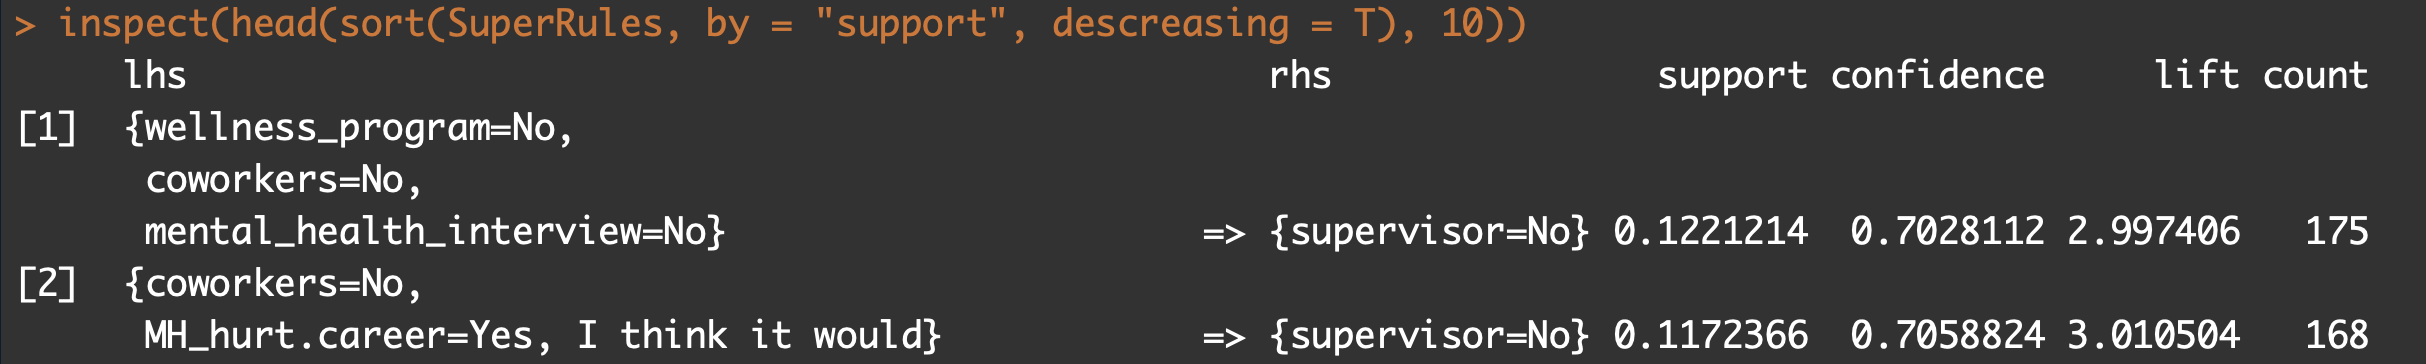 > inspect(head(sort(SuperRules, by = "support", descreasing = T), 10))
lhs rhs support confidence lift count
[1] {wellness_program=No,
coworkers=No,
mental_health_interview=No} => {supervisor=No} 0.1221214 0.7028112 2.997406 175
[2] {coworkers=No,
MH_hurt.career=Yes, I think it would} => {supervisor=No} 0.1172366 0.7058824 3.010504 168